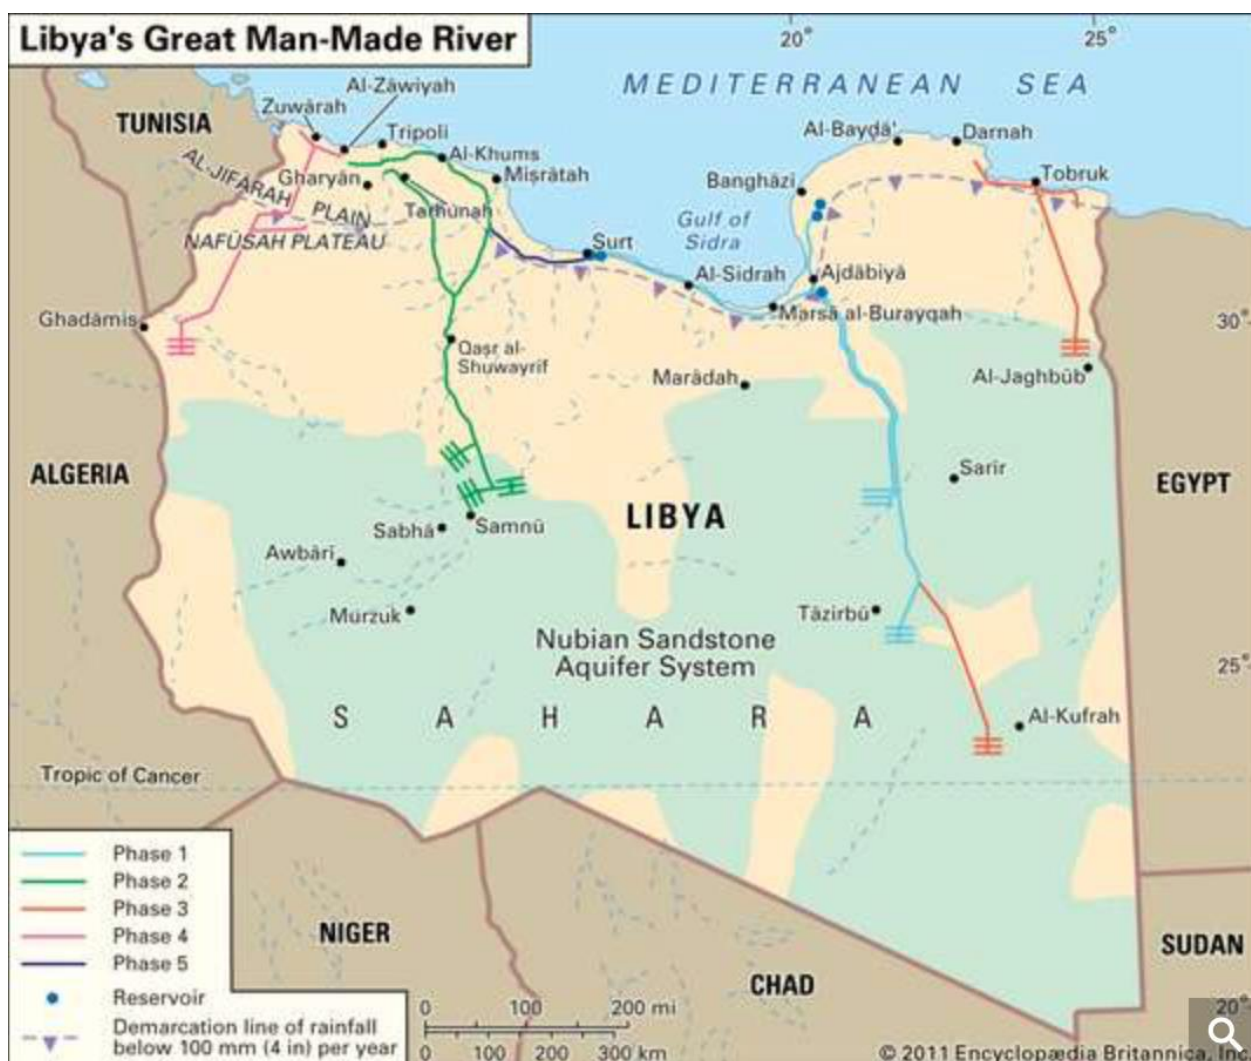 Libya's Great Man-Made River
20°
25°
MEDITERRANEAN SEA
Al-Zāwiyah
Zuwārah
TUNISIA
Tripoli
Al-Khums
Al-Bayḍā'
Darnah
AL-JIFĀRAH PLAIN
Gharyān
Miṣrātah
Banghāzī
Tobruk
Tarhūnah
Gulf of
Sidra
NAFŪSAH PLATEAU
Surt
Al-Sidrah
Ajdābiyā
Marsā al-Burayqah
Ghadāmis
30°
Qaṣr al-
Shuwayrif
Marādah
Al-Jaghbūb
ALGERIA
Sarīr
EGYPT
LIBYA
Sabhā
Samnū
Awbārī
Murzuk
Tāzirbū
Nubian Sandstone
Aquifer System
25°
SAHARA
Al-Kufrah
Tropic of Cancer
Phase 1
Phase 2
Phase 3
Phase 4
Phase 5
Reservoir
Demarcation line of rainfall
below 100 mm (4 in) per year
NIGER
CHAD
SUDAN
0 100 200 mi
0 100 200 300 km
20°
© 2011 Encyclopædia Britannica, Inc